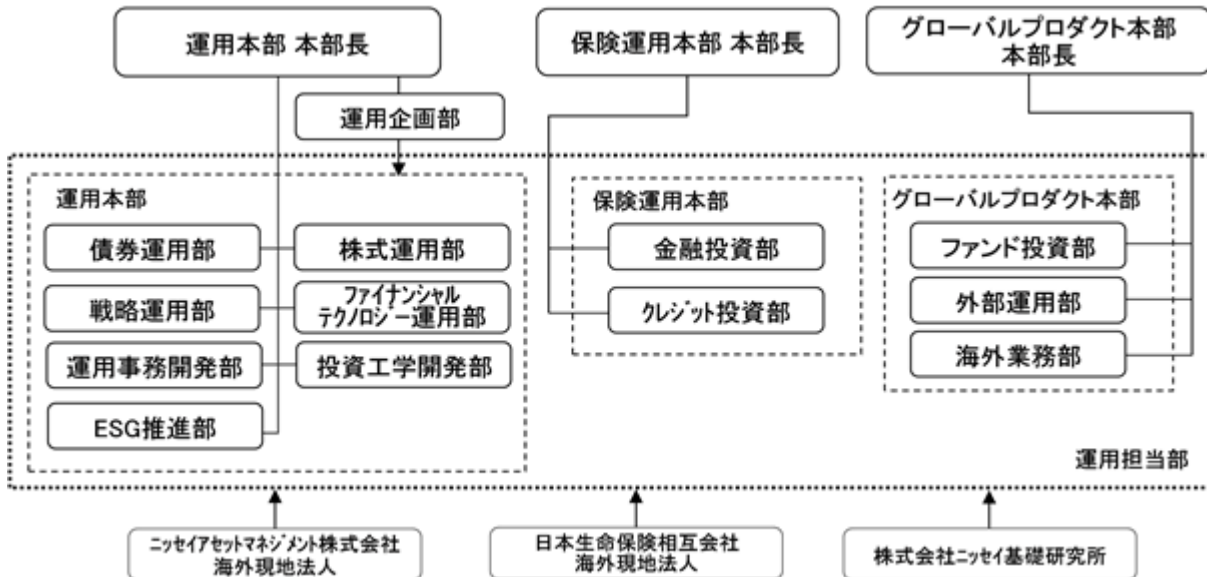 運用本部 本部長
保険運用本部 本部長
グローバルプロダクト本部
本部長
運用企画部
運用本部
債券運用部
株式運用部
戦略運用部
ファイナンシャル
テクノロジー運用部
運用事務開発部
投資工学開発部
ESG推進部
保険運用本部
金融投資部
クレジット投資部
グローバルプロダクト本部
ファンド投資部
外部運用部
海外業務部
運用担当部
ニッセイアセットマネジメント株式会社
海外現地法人
日本生命保険相互会社
海外現地法人
株式会社ニッセイ基礎研究所